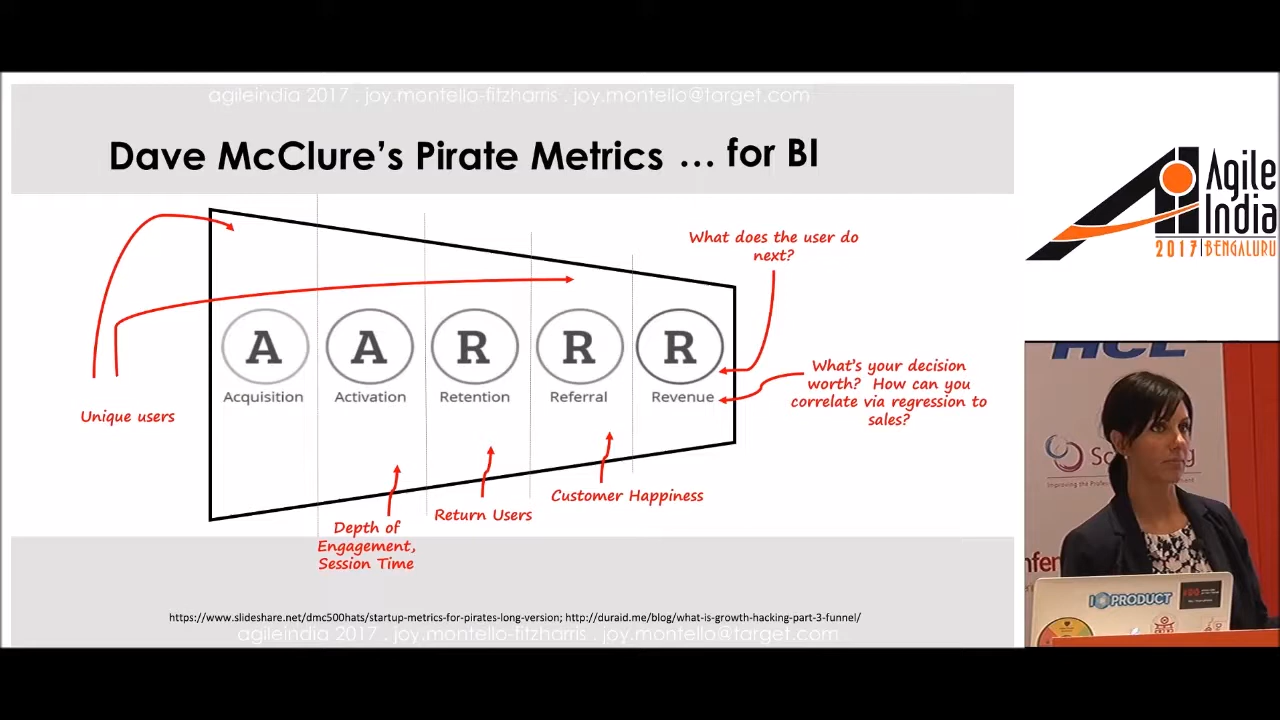 agileindia 2017 . joy.montello-fitzharris . joy.montello@target.com
Dave McClure's Pirate Metrics ... for BI
What does the user do
next?
A A R R R
Acquisition Activation Retention Referral Revenue
What's your decision
worth? How can you
correlate via regression to
sales?
Unique users
Customer Happiness
Return Users
Depth of
Engagement,
Session Time
https://www.slideshare.net/dmc500hats/startup-metrics-for-pirates-long-version; http://duraid.me/blog/what-is-growth-hacking-part-3-funnel/
agileindia 2017 . joy.montello-fitzharris . joy.montello@target.com
Agile
India
2017 BENGALURU
HCL
I PRODUCT